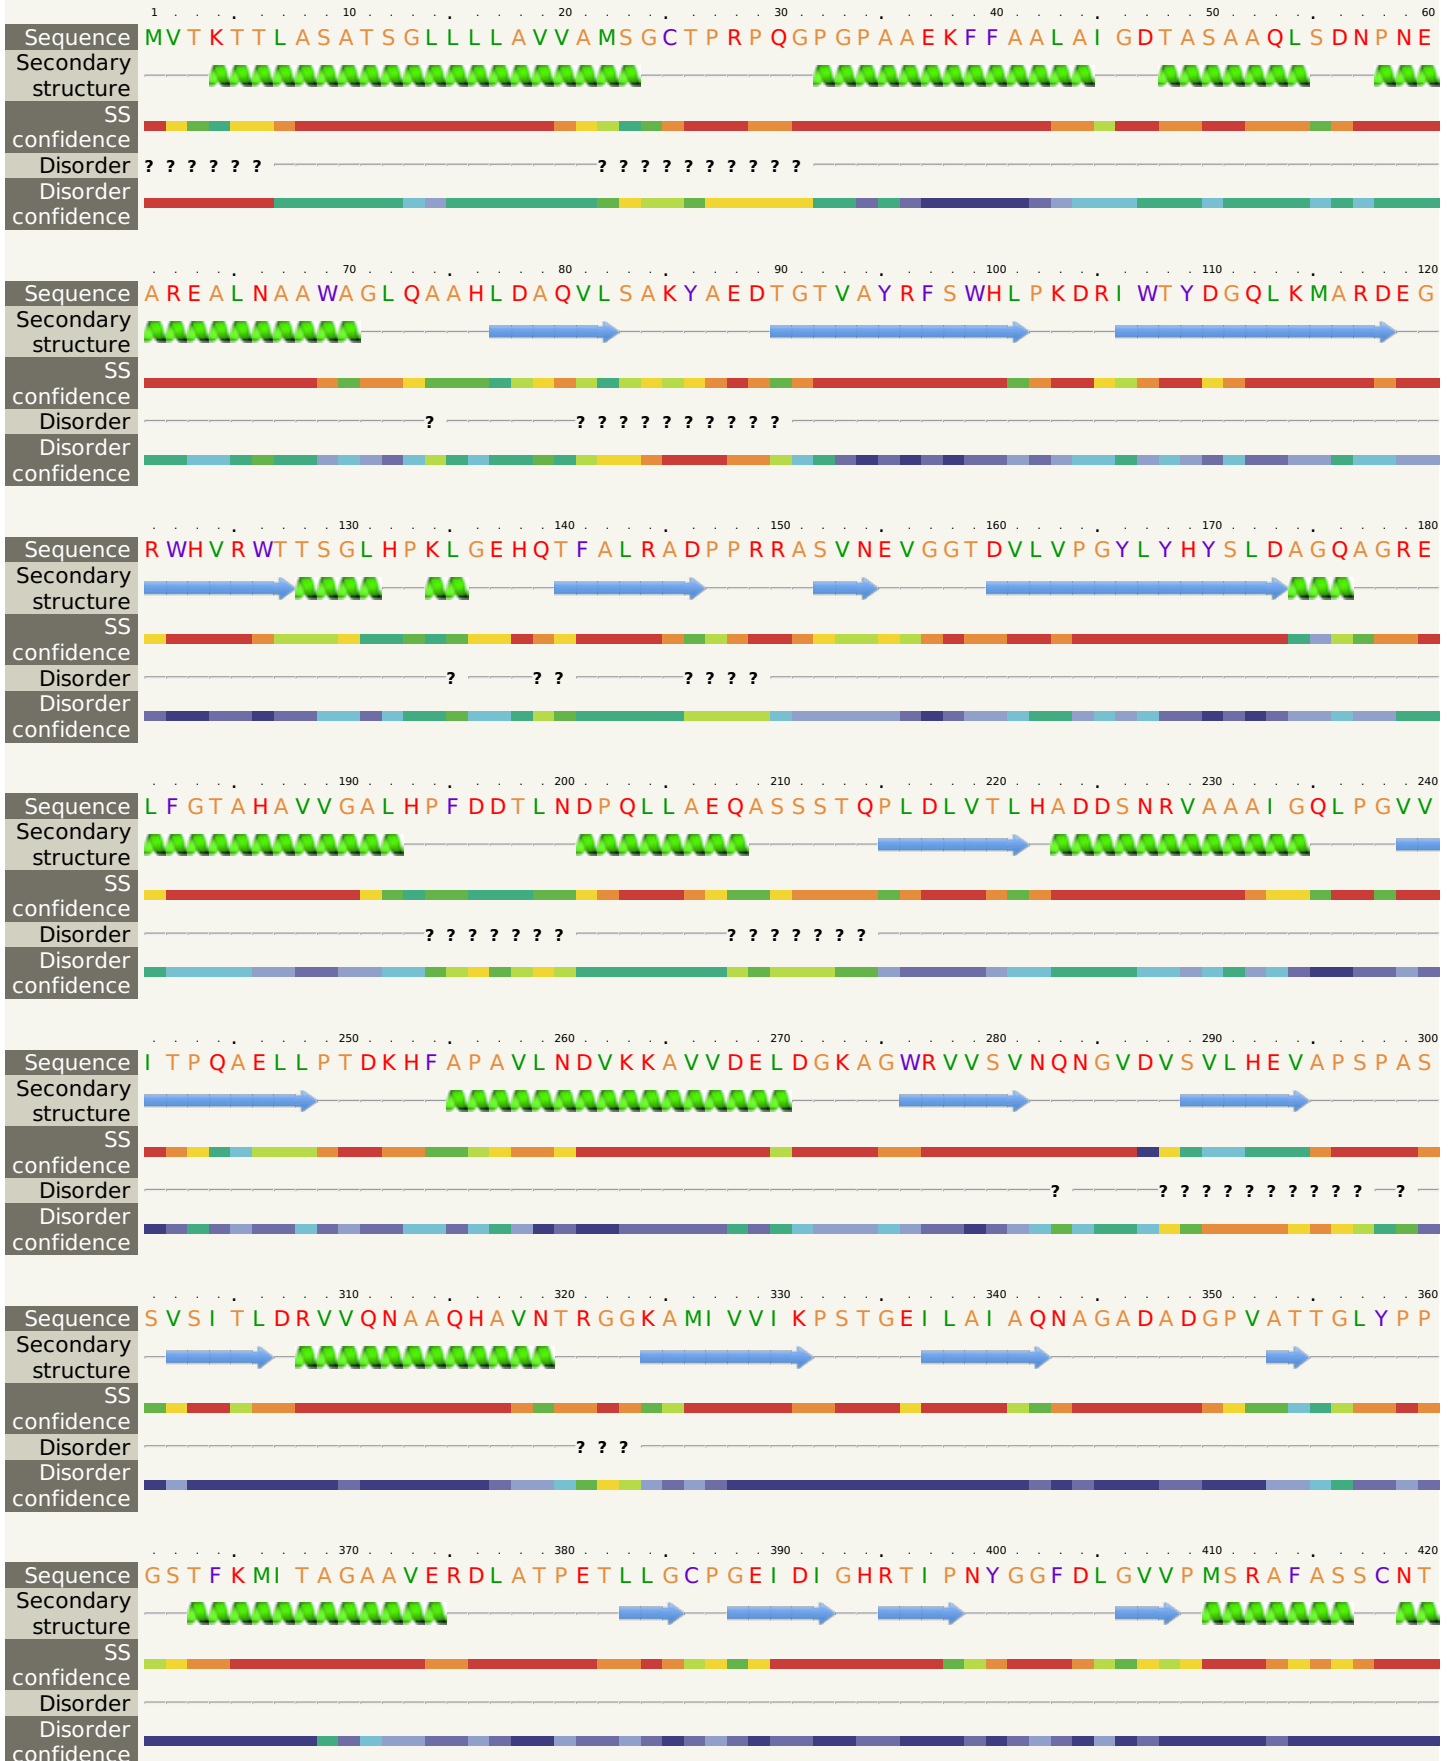 1 . . . . . . . . 10 . . . . . . . . . 20 . . . . . . . . . 30 . . . . . . . . . 40 . . . . . . . . . 50 . . . . . . . . . 60
Sequence MVTKTTLASATSGLLLLAVVAMSGCTPRPQGPGPAAEKFFAALAIGDTASAAQLSDNPNE
Secondary
structure
SS
confidence
Disorder ? ? ? ? ? ? ? ? ? ? ? ? ? ? ? ?
Disorder
confidence
. . . . . . . . . 70 . . . . . . . . . 80 . . . . . . . . . 90 . . . . . . . . . 100 . . . . . . . . . 110 . . . . . . . . . 120
Sequence AREALNAAWAGLQAAHLDAQVLSAKYAEDTGTVAYRFSWHLPKDRIWTYDGQLKMARDEG
Secondary
structure
SS
confidence
Disorder ? ? ? ? ? ? ? ? ? ? ?
Disorder
confidence
. . . . . . . . . 130 . . . . . . . . . 140 . . . . . . . . . 150 . . . . . . . . . 160 . . . . . . . . . 170 . . . . . . . . . 180
Sequence RWHVRWTTSGLHPKLGEHQTFALRADPPRRASVNEVGGTDVLVPGYLYHYSLDAGQAGRE
Secondary
structure
SS
confidence
Disorder ? ? ? ? ? ? ?
Disorder
confidence
. . . . . . . . . 190 . . . . . . . . . 200 . . . . . . . . . 210 . . . . . . . . . 220 . . . . . . . . . 230 . . . . . . . . . 240
Sequence LFGTAHAVVGALHPFDDTLNDPQLLAEQASSSTQPLDLVTLHADDSNRVAAAIGQLPGVV
Secondary
structure
SS
confidence
Disorder ? ? ? ? ? ? ? ? ? ? ? ? ? ?
Disorder
confidence
. . . . . . . . . 250 . . . . . . . . . 260 . . . . . . . . . 270 . . . . . . . . . 280 . . . . . . . . . 290 . . . . . . . . . 300
Sequence ITPQAELLPTDKHFAPAVLNDVKKAVVDELDGKAGWRVVSVNQNGVDVSVLHEVAPSPAS
Secondary
structure
SS
confidence
Disorder ? ? ? ? ? ? ? ? ? ? ? ?
Disorder
confidence
. . . . . . . . . 310 . . . . . . . . . 320 . . . . . . . . . 330 . . . . . . . . . 340 . . . . . . . . . 350 . . . . . . . . . 360
Sequence SVSITLDRVVQNAAQHAVNTRGGKAMIVVIKPSTGEILAIAQNAGADADGPVATTGLYPP
Secondary
structure
SS
confidence
Disorder ? ? ?
Disorder
confidence
. . . . . . . . . 370 . . . . . . . . . 380 . . . . . . . . . 390 . . . . . . . . . 400 . . . . . . . . . 410 . . . . . . . . . 420
Sequence GSTFKMITAGAAVERDLATPETLLGCPGEIDIGHRTIPNYGGFDLGVVPMSRAFASSCNT
Secondary
structure
SS
confidence
Disorder
Disorder
confidence